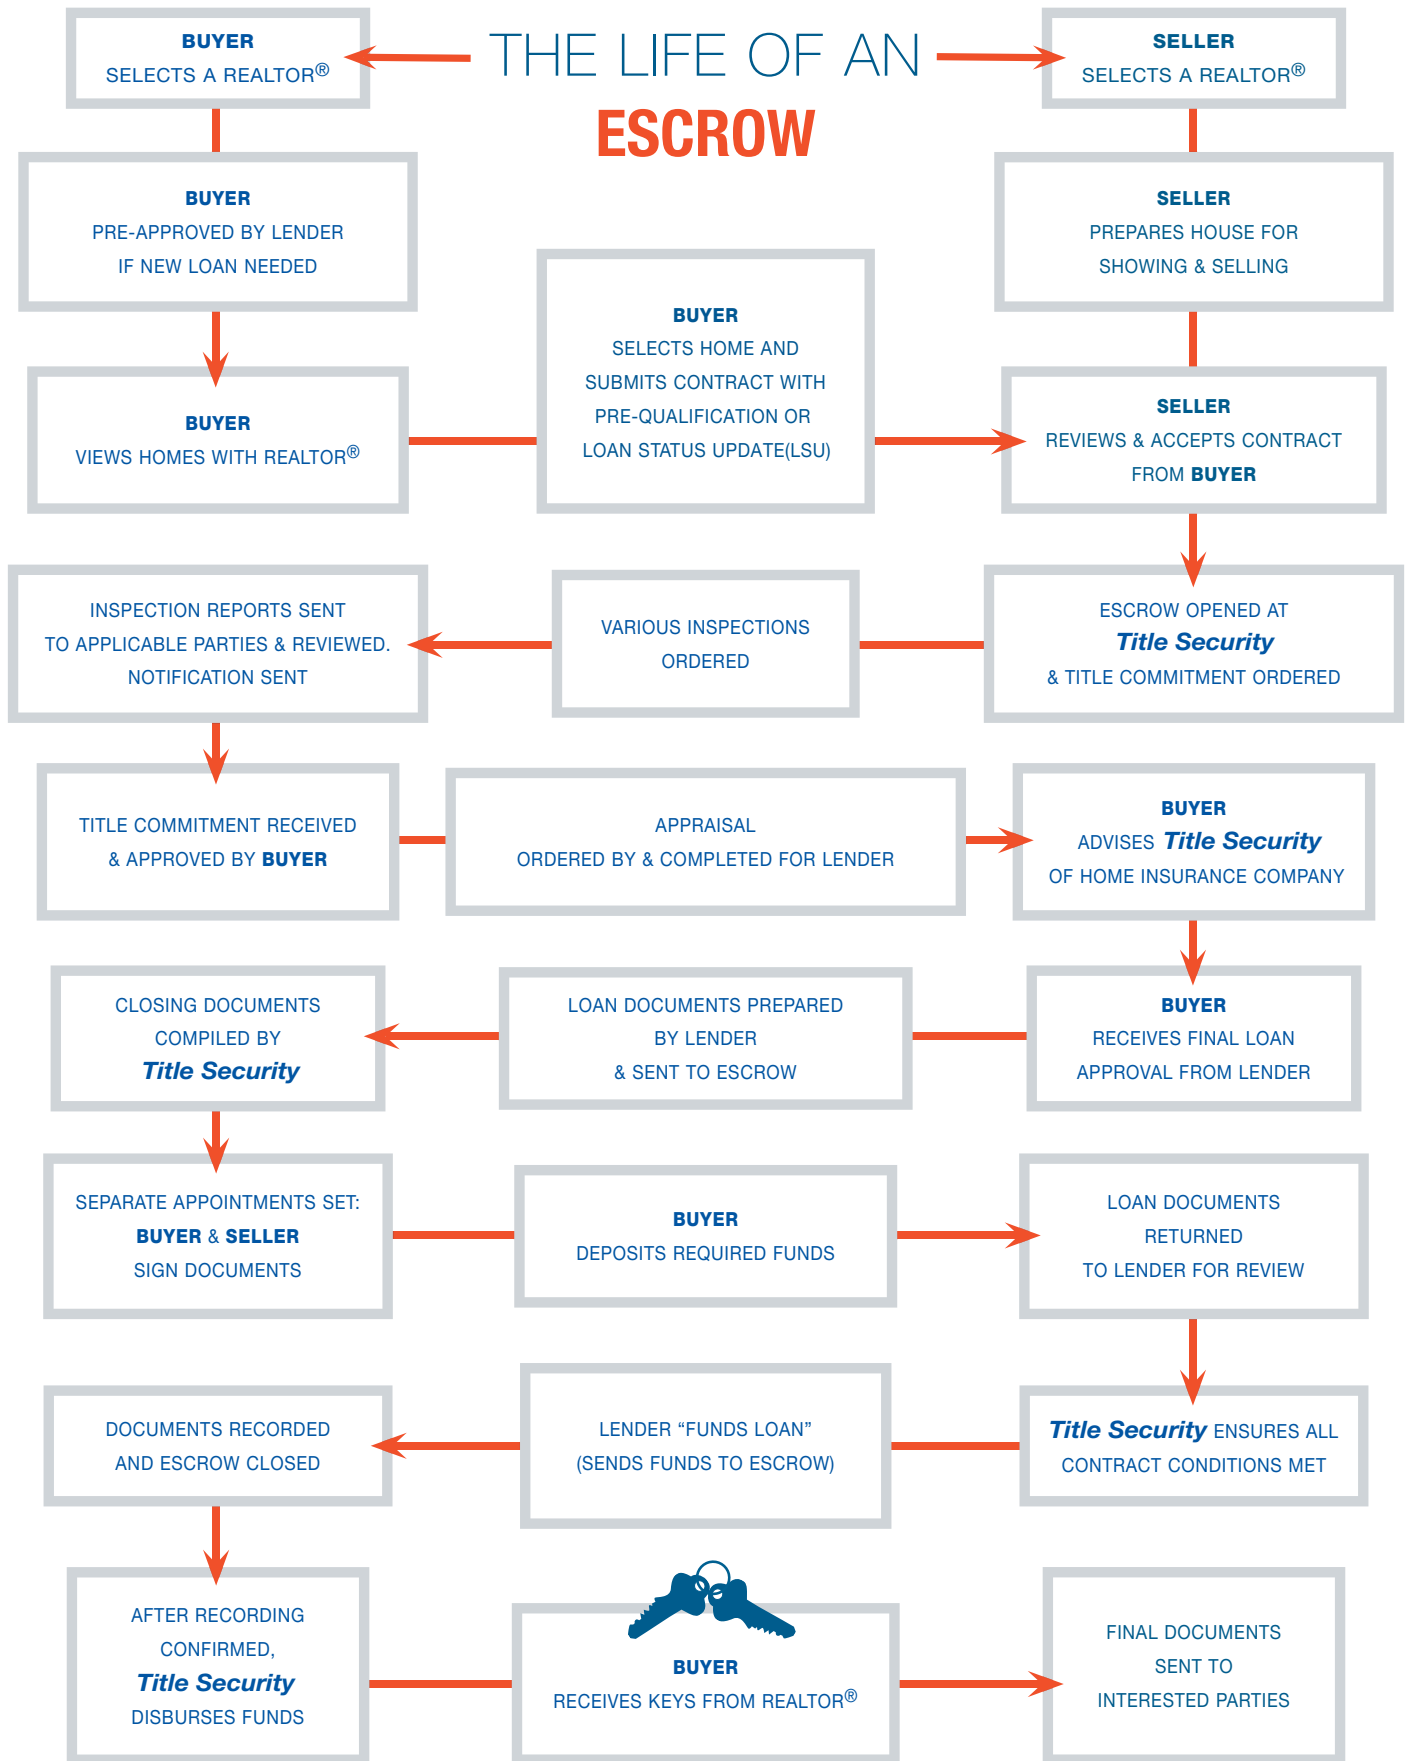 THE LIFE OF AN
ESCROW
BUYER
SELECTS A REALTOR®
SELLER
SELECTS A REALTOR®
BUYER
PRE-APPROVED BY LENDER
IF NEW LOAN NEEDED
SELLER
PREPARES HOUSE FOR
SHOWING & SELLING
BUYER
VIEWS HOMES WITH REALTOR®
BUYER
SELECTS HOME AND
SUBMITS CONTRACT WITH
PRE-QUALIFICATION OR
LOAN STATUS UPDATE(LSU)
SELLER
REVIEWS & ACCEPTS CONTRACT
FROM BUYER
ESCROW OPENED AT
Title Security
& TITLE COMMITMENT ORDERED
VARIOUS INSPECTIONS
ORDERED
INSPECTION REPORTS SENT
TO APPLICABLE PARTIES & REVIEWED.
NOTIFICATION SENT
TITLE COMMITMENT RECEIVED
& APPROVED BY BUYER
APPRAISAL
ORDERED BY & COMPLETED FOR LENDER
BUYER
ADVISES Title Security
OF HOME INSURANCE COMPANY
BUYER
RECEIVES FINAL LOAN
APPROVAL FROM LENDER
LOAN DOCUMENTS PREPARED
BY LENDER
& SENT TO ESCROW
CLOSING DOCUMENTS
COMPILED BY
Title Security
SEPARATE APPOINTMENTS SET:
BUYER & SELLER
SIGN DOCUMENTS
BUYER
DEPOSITS REQUIRED FUNDS
LOAN DOCUMENTS
RETURNED
TO LENDER FOR REVIEW
Title Security ENSURES ALL
CONTRACT CONDITIONS MET
LENDER “FUNDS LOAN”
(SENDS FUNDS TO ESCROW)
DOCUMENTS RECORDED
AND ESCROW CLOSED
AFTER RECORDING
CONFIRMED,
Title Security
DISBURSES FUNDS
BUYER
RECEIVES KEYS FROM REALTOR®
FINAL DOCUMENTS
SENT TO
INTERESTED PARTIES